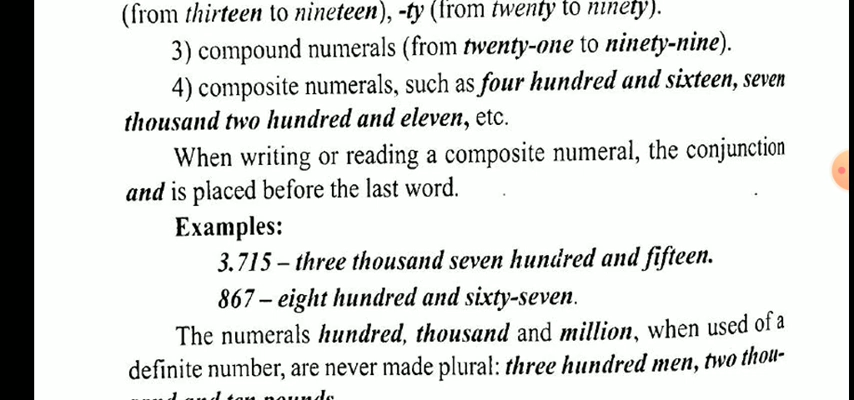 (from thirteen to nineteen), -ty (from twenty to ninety).
3) compound numerals (from twenty-one to ninety-nine).
4) composite numerals, such as four hundred and sixteen, seven
thousand two hundred and eleven, etc.
When writing or reading a composite numeral, the conjunction
and is placed before the last word.
Examples:
3.715 – three thousand seven hundred and fifteen.
867 – eight hundred and sixty-seven.
The numerals hundred, thousand and million, when used of a
definite number, are never made plural: three hundred men, two thou-
sand and ten pounds